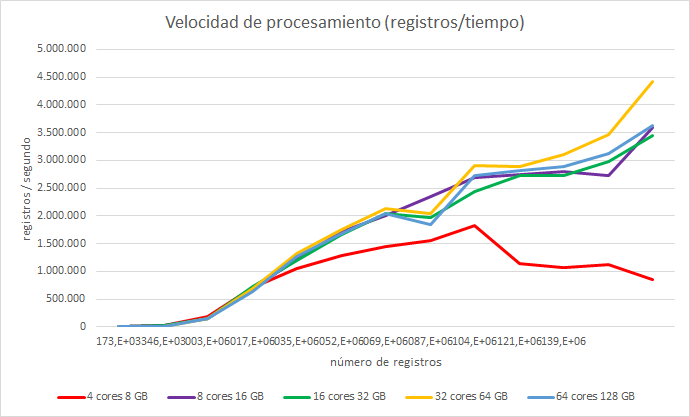 Velocidad de procesamiento (registros/tiempo)
5.000.000
4.500.000
4.000.000
3.500.000
3.000.000
2.500.000
2.000.000
1.500.000
1.000.000
500.000
0
registros / segundo
173,E+03346,E+03003,E+06017,E+06035,E+06052,E+06069,E+06087,E+06104,E+06121,E+06139,E+06
número de registros
4 cores 8 GB 8 cores 16 GB 16 cores 32 GB 32 cores 64 GB 64 cores 128 GB